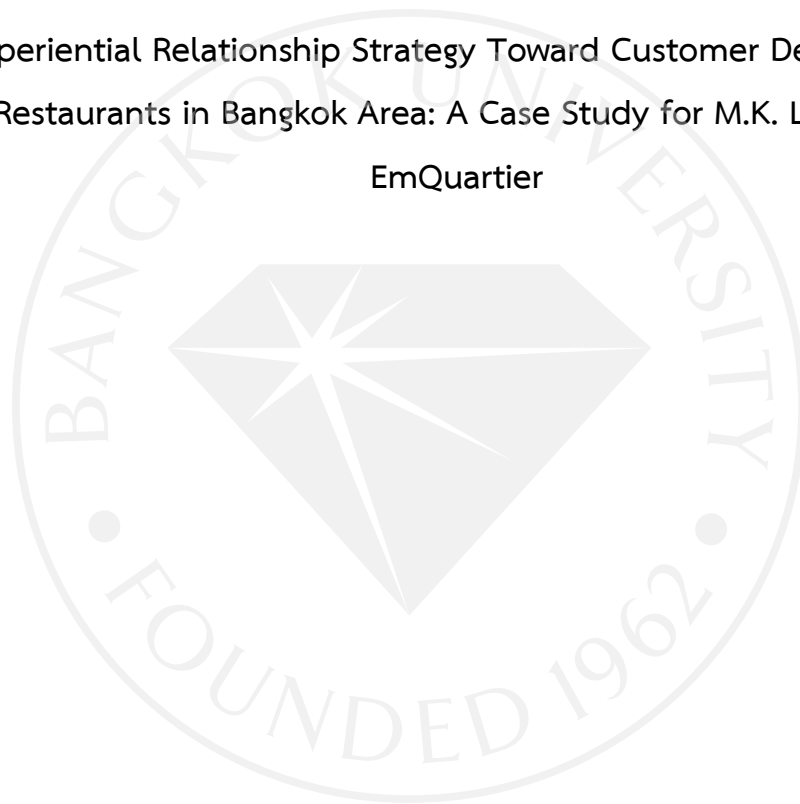 periential Relationship Strategy Toward Customer De
Restaurants in Bangkok Area: A Case Study for M.K. L
EmQuartier
BANGKOK UNIVERSITY
FOUNDED 1962